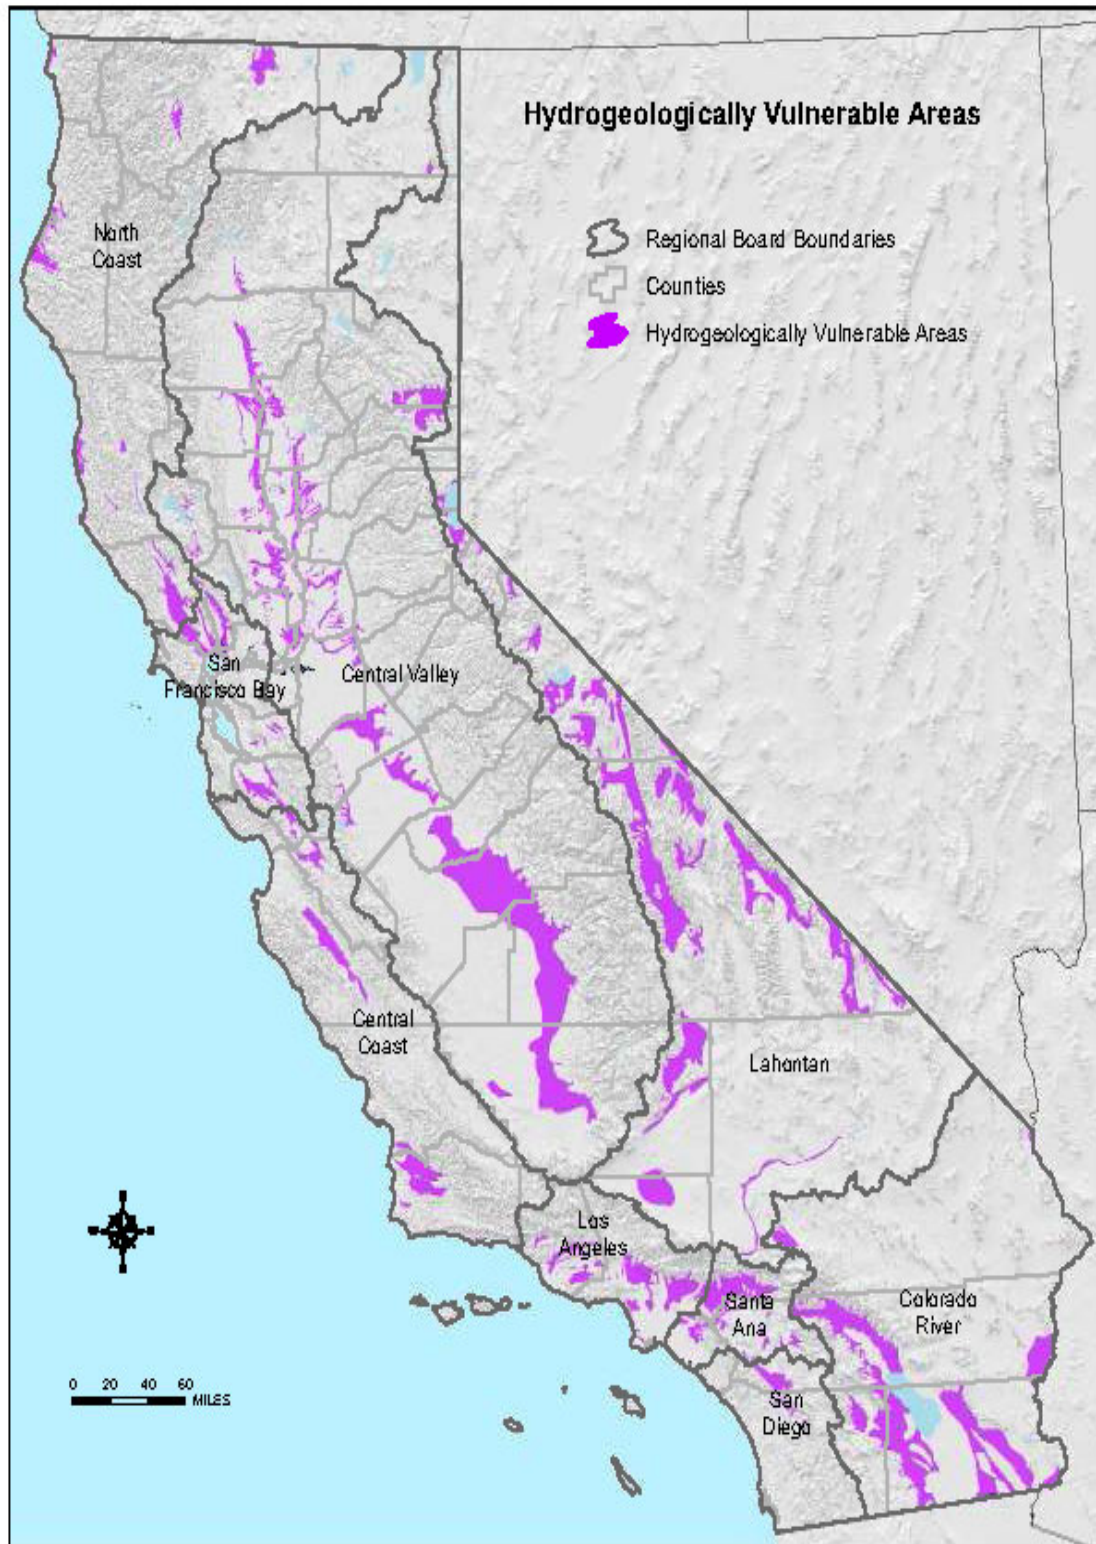 Hydrogeologically Vulnerable Areas
Regional Board Boundaries
Counties
Hydrogeologically Vulnerable Areas
North
Coast
San
Francisco Bay
Central Valley
Central
Coast
Lahontan
Los
Angeles
Santa
Ana
Colorado
River
San
Diego
0 20 40 60
MILES